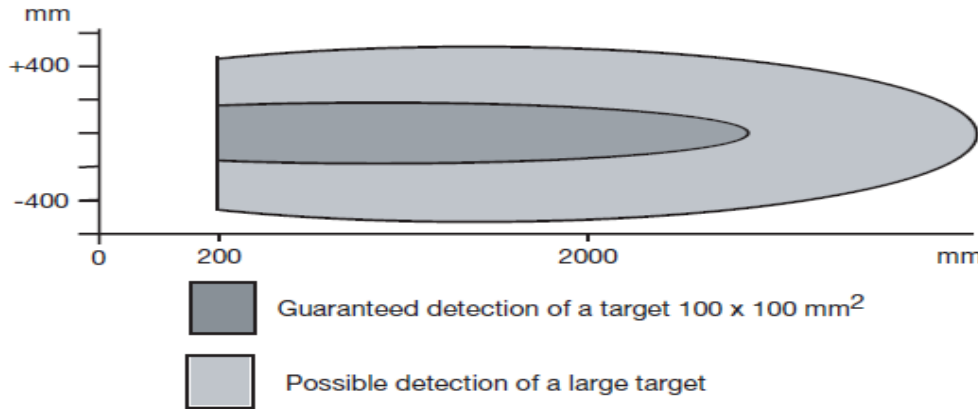 mm
+400
-400
0 200 2000 mm
Guaranteed detection of a target 100 x 100 mm²
Possible detection of a large target